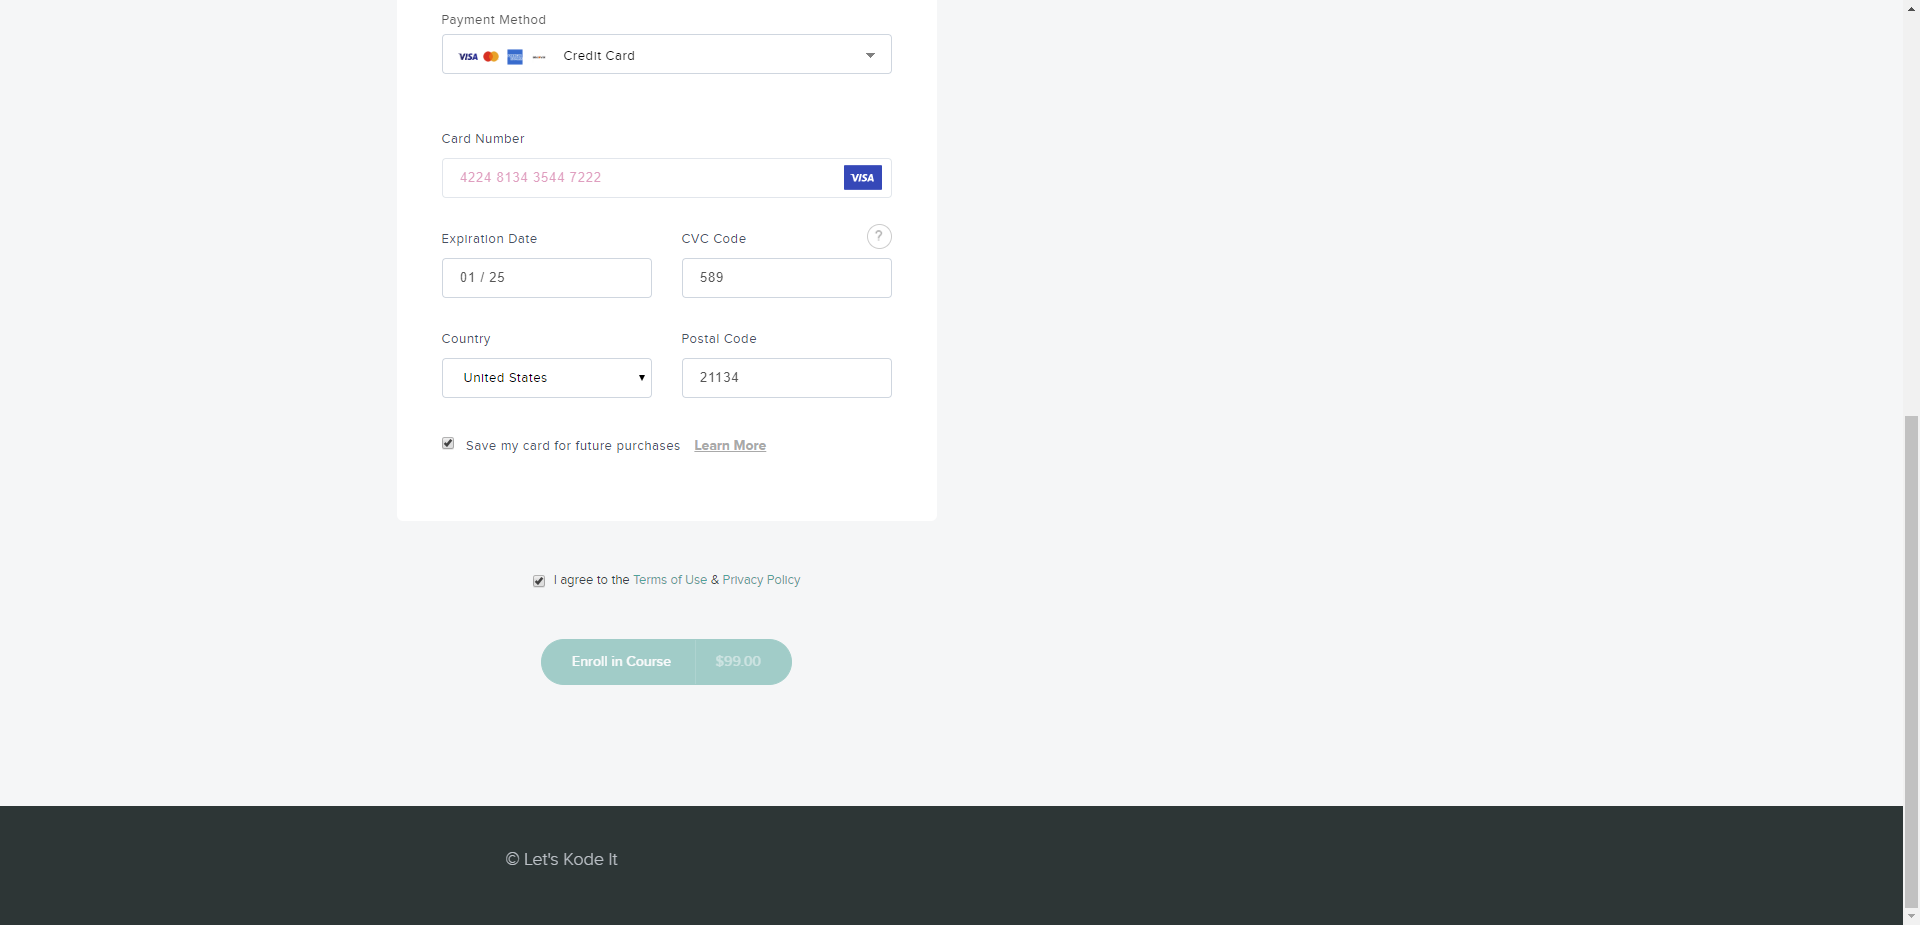 Payment Method
VISA Credit Card
Card Number
4224 8134 3544 7222 VISA
Expiration Date CVC Code ?
01 / 25 589
Country Postal Code
United States 21134
Save my card for future purchases Learn More
I agree to the Terms of Use & Privacy Policy
Enroll in Course $99.00
© Let's Kode It